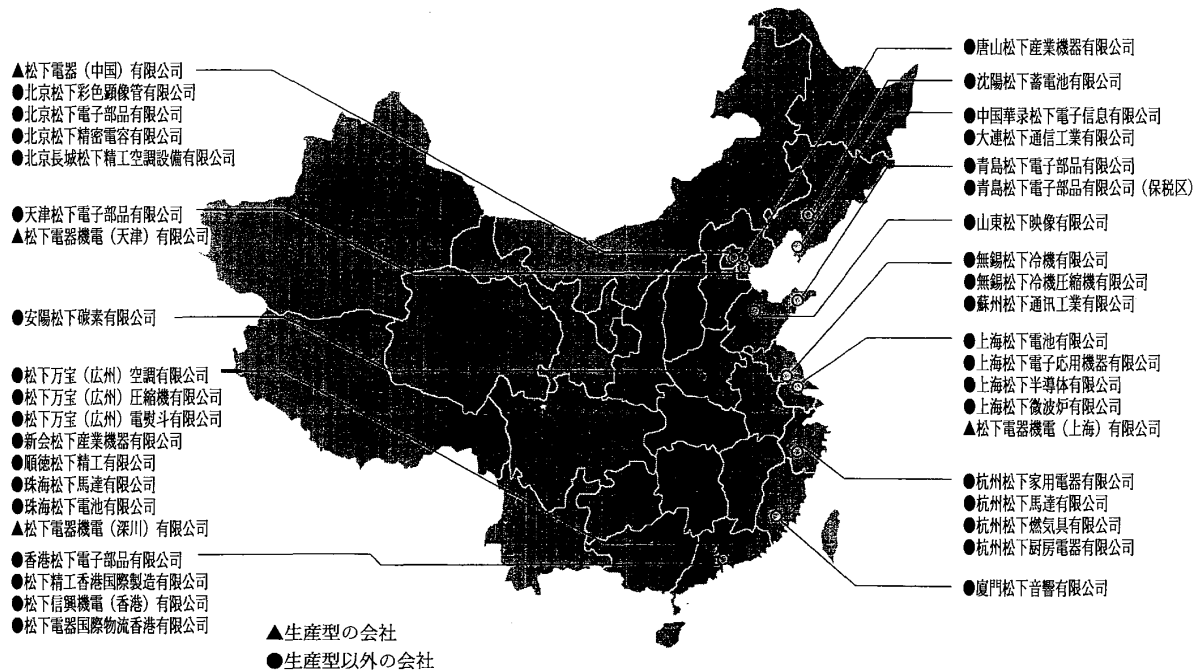 ▲松下電器（中国）有限公司
●北京松下彩色顕像管有限公司
●北京松下電子部品有限公司
●北京松下精密電容有限公司
●北京長城松下精工空調設備有限公司
●天津松下電子部品有限公司
▲松下電器機電（天津）有限公司
●安陽松下碳素有限公司
●松下万宝（広州）空調有限公司
●松下万宝（広州）圧縮機有限公司
●松下万宝（広州）電熨斗有限公司
●新会松下産業機器有限公司
●順徳松下精工有限公司
●珠海松下馬達有限公司
●珠海松下電池有限公司
▲松下電器機電（深川）有限公司
●香港松下電子部品有限公司
●松下精工香港国際製造有限公司
●松下信興機電（香港）有限公司
●松下電器国際物流香港有限公司
▲生産型の会社
●生産型以外の会社
●唐山松下産業機器有限公司
●沈陽松下蓄電池有限公司
●中国華录松下電子信息有限公司
●大連松下通信工業有限公司
●青島松下電子部品有限公司
●青島松下電子部品有限公司（保税区）
●山東松下映像有限公司
●無錫松下冷機有限公司
●無錫松下冷機圧縮機有限公司
●蘇州松下通讯工業有限公司
●上海松下電池有限公司
●上海松下電子応用機器有限公司
●上海松下半導体有限公司
●上海松下微波炉有限公司
▲松下電器機電（上海）有限公司
●杭州松下家用電器有限公司
●杭州松下馬達有限公司
●杭州松下燃気具有限公司
●杭州松下厨房電器有限公司
●廈門松下音響有限公司